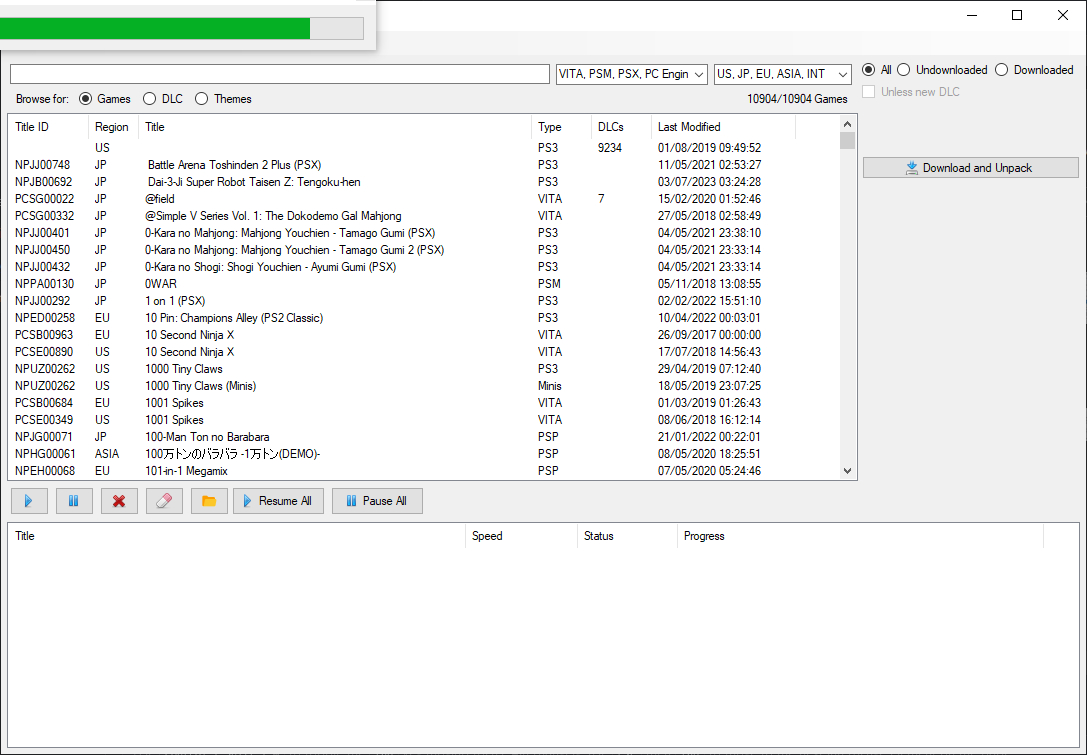 VITA, PSM, PSX, PC Engin US, JP, EU, ASIA, INT All Undownloaded Downloaded
Browse for: Games DLC Themes 10904/10904 Games Unless new DLC
Title ID Region Title Type DLCs Last Modified
US PS3 9234 01/08/2019 09:49:52
NPJJ00748 JP Battle Arena Toshinden 2 Plus (PSX) PS3 11/05/2021 02:53:27
Download and Unpack
NPJB00692 JP Dai-3-Ji Super Robot Taisen Z: Tengoku-hen PS3 03/07/2023 03:24:28
PCSG00022 JP @field VITA 7 15/02/2020 01:52:46
PCSG00332 JP @Simple V Series Vol. 1: The Dokodemo Gal Mahjong VITA 27/05/2018 02:58:49
NPJJ00401 JP 0-Kara no Mahjong: Mahjong Youchien - Tamago Gumi (PSX) PS3 04/05/2021 23:38:10
NPJJ00450 JP 0-Kara no Mahjong: Mahjong Youchien - Tamago Gumi 2 (PSX) PS3 04/05/2021 23:33:14
NPJJ00432 JP 0-Kara no Shogi: Shogi Youchien - Ayumi Gumi (PSX) PS3 04/05/2021 23:33:14
NPPA00130 JP 0WAR PSM 05/11/2018 13:08:55
NPJJ00292 JP 1 on 1 (PSX) PS3 02/02/2022 15:51:10
NPED00258 EU 10 Pin: Champions Alley (PS2 Classic) PS3 10/04/2022 00:03:01
PCSB00963 EU 10 Second Ninja X VITA 26/09/2017 00:00:00
PCSE00890 US 10 Second Ninja X VITA 17/07/2018 14:56:43
NPUZ00262 US 1000 Tiny Claws PS3 29/04/2019 07:12:40
NPUZ00262 US 1000 Tiny Claws (Minis) Minis 18/05/2019 23:07:25
PCSB00684 EU 1001 Spikes VITA 01/03/2019 01:26:43
PCSE00349 US 1001 Spikes VITA 08/06/2018 16:12:14
NPJG00071 JP 100-Man Ton no Barabara PSP 21/01/2022 00:22:01
NPHG00061 ASIA 100万トンのバラバラ -1万トン(DEMO)- PSP 08/05/2020 18:25:51
NPEH00068 EU 101-in-1 Megamix PSP 07/05/2020 05:24:46
Resume All Pause All
Title Speed Status Progress